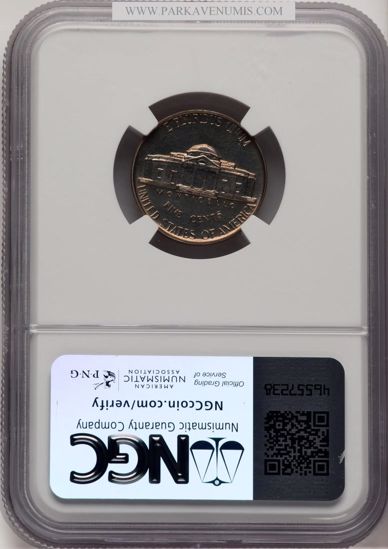 WWW.PARKAVENUMIS.COM
E PLURIBUS UNUM
MONTICELLO
FIVE CENTS
UNITED STATES OF AMERICA
NGC
Numismatic Guaranty Company
NGCcoin.com/verify
Official Grading
Service of
AMERICAN
NUMISMATIC
ASSOCIATION
PNG